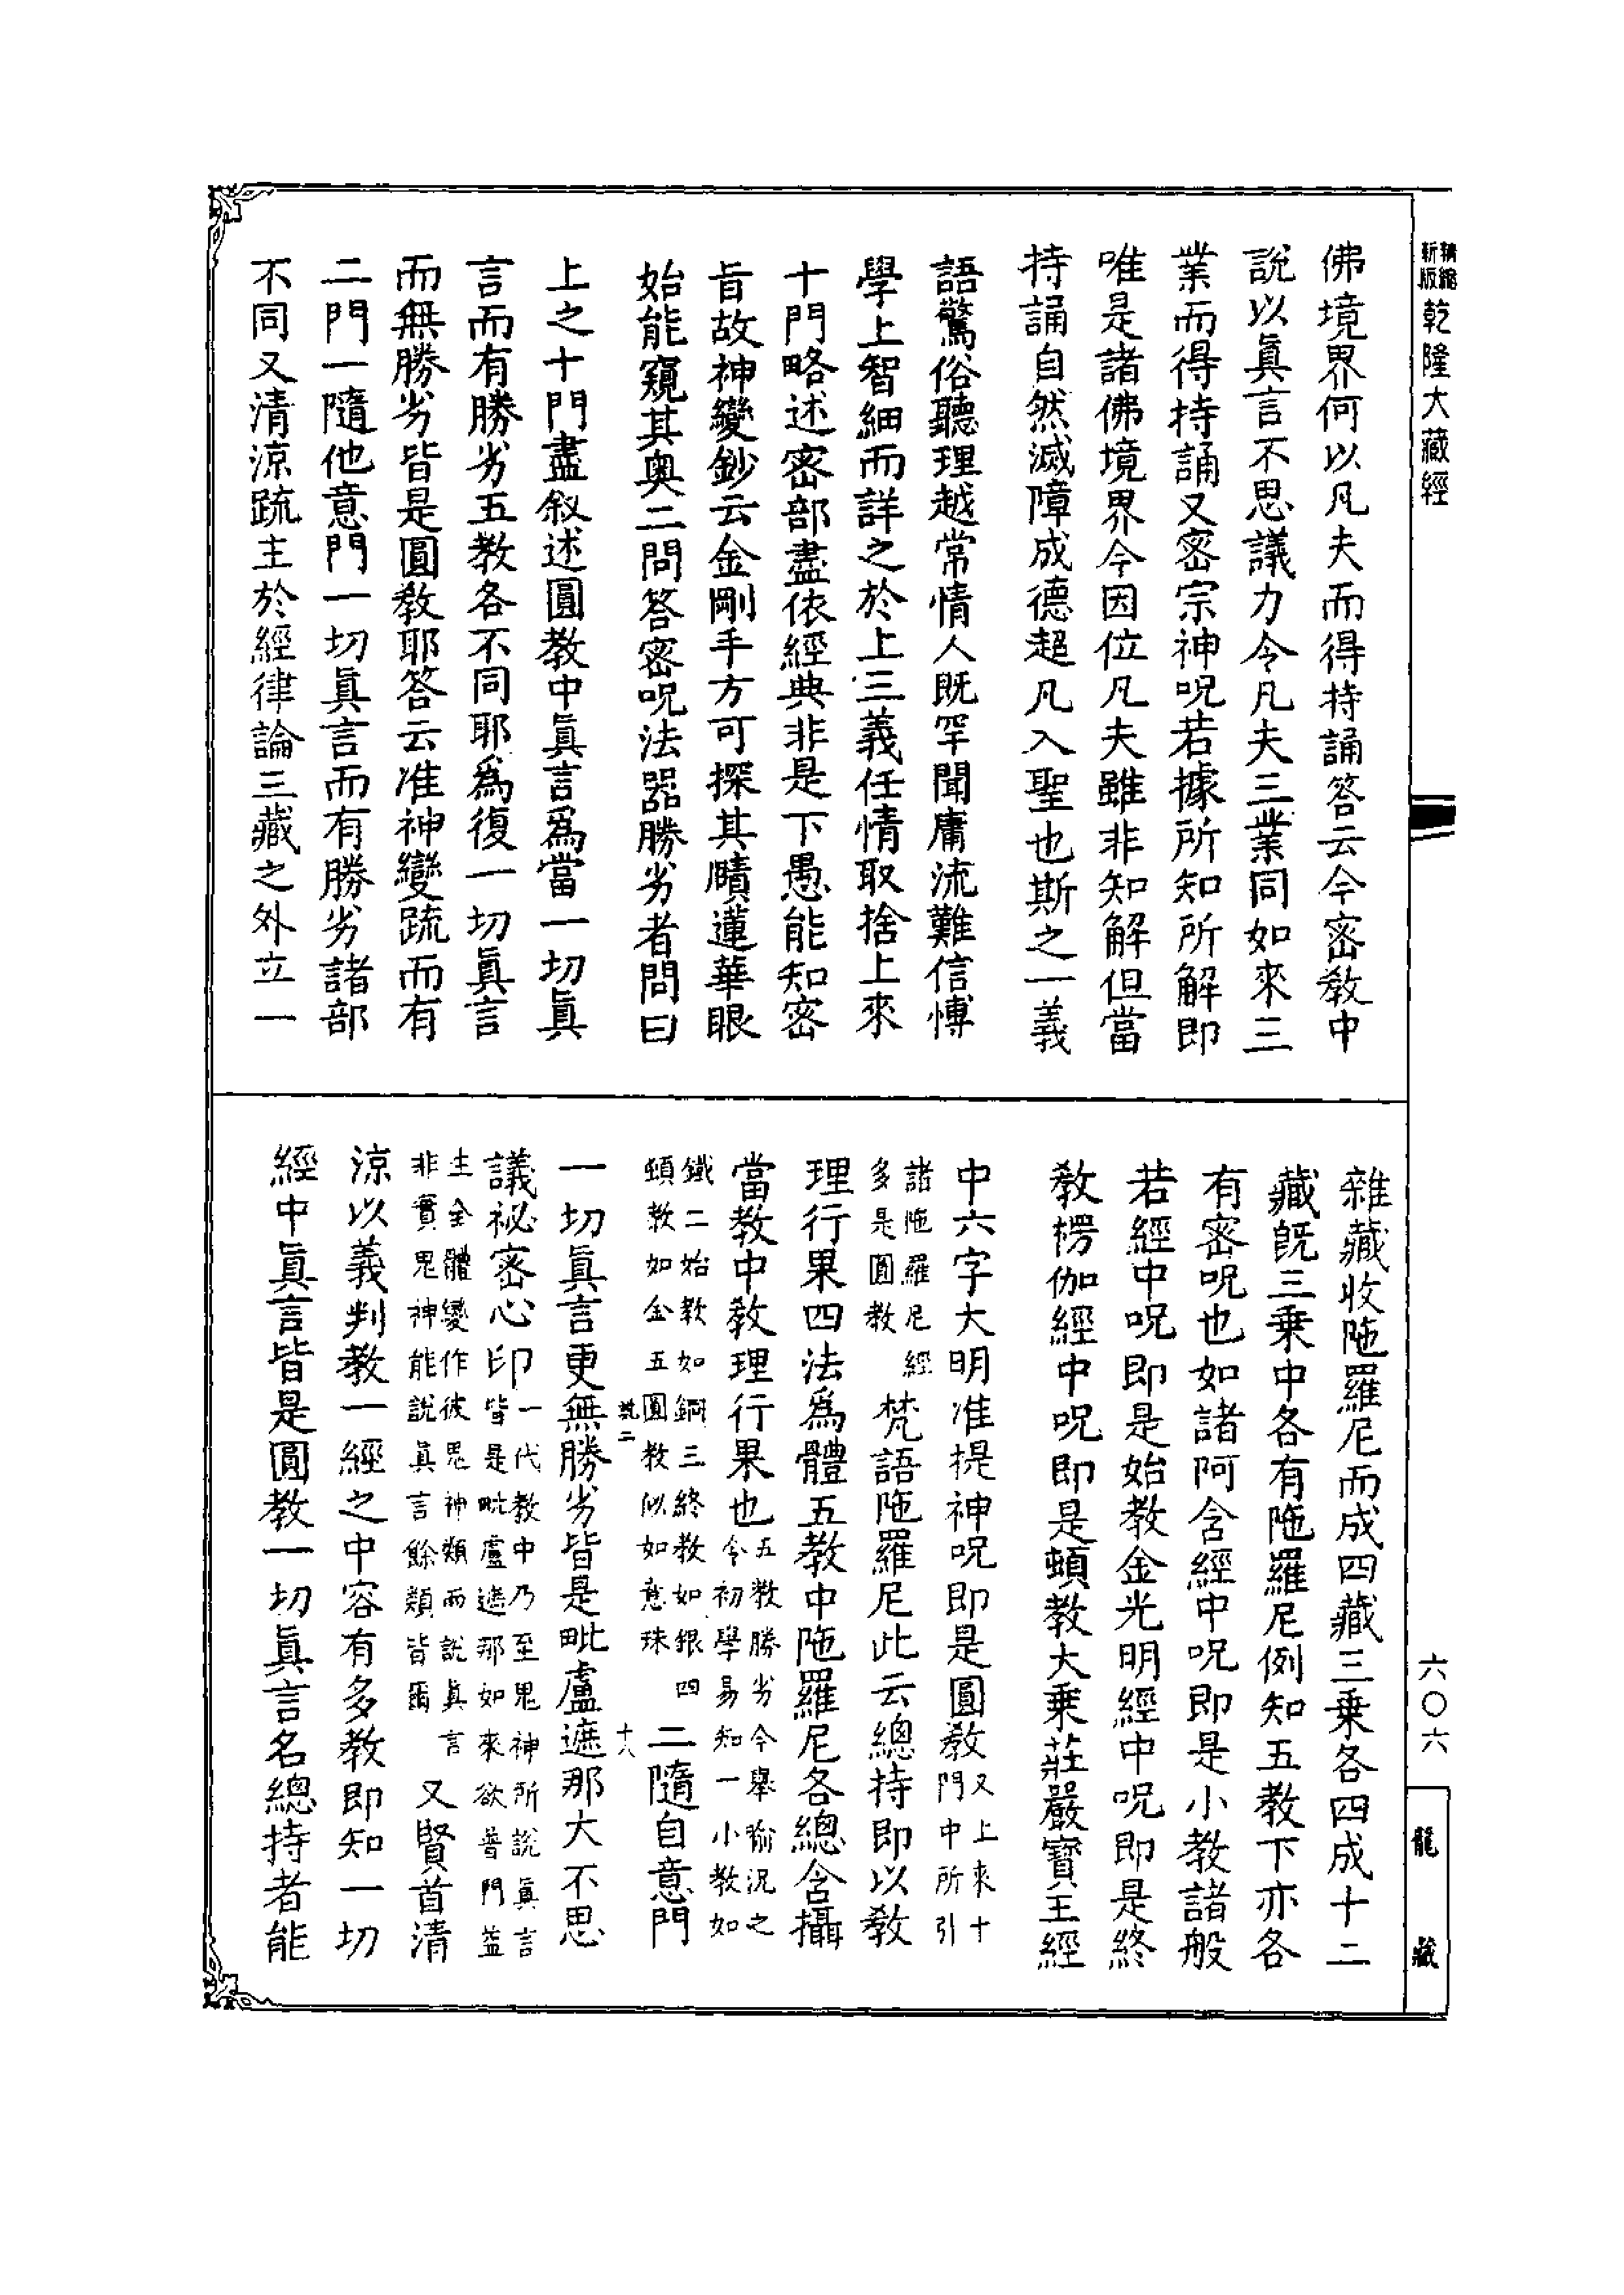 新版精縮
乾隆大藏經
佛境界何以凡夫而得持誦答云今密教中
說以眞言不思議力令凡夫三業同如來三
業而得持誦又密宗神呪若據所知所解即
唯是諸佛境界今因位凡夫雖非知解但當
持誦自然滅障成德超凡入聖也斯之一義
語驚俗聽理越常情人既罕聞庸流難信博
學上智細而詳之於上三義任情取捨上來
十門略述密部盡依經典非是下愚能知密
旨故神變鈔云金剛手方可探其賾蓮華眼
始能窺其奥二問答密呪法器勝劣者問曰
上之十門盡叙述圓教中眞言爲當一切眞
言而有勝劣五教各不同耶爲復一切眞言
而無勝劣皆是圓教耶答云准神變疏而有
二門一隨他意門一切眞言而有勝劣諸部
不同又清涼疏主於經律論三藏之外立一
雜藏收陁羅尼而成四藏三乗各四成十二
藏旣三乗中各有陁羅尼例知五教下亦各
有密呪也如諸阿含經中呪即是小教諸般
若經中呪即是始教金光明經中呪即是終
教楞伽經中呪即是頓教大乗莊嚴寶王經
中六字大明准提神呪即是圓教又上來十門中所引
諸陁羅尼經多是圓教梵語陁羅尼此云總持即以教
理行果四法爲體五教中陁羅尼各總含攝
當教中教理行果也五教勝劣今舉喻況之令初學易知一小教如
鐵二始教如銅三終教如銀四頓教如金五圓教似如意珠二隨自意門
一切眞言更無勝劣皆是毗盧遮那大不思
議祕密心印一代教中乃至鬼神所說眞言皆是毗盧遮那如來欲普門益
生全體變作彼鬼神類而說眞言非實鬼神能說眞言餘類皆爾又賢首清
涼以義判教一經之中容有多教即知一切
經中眞言皆是圓教一切眞言名總持者能
二
十八
六〇六
龍藏